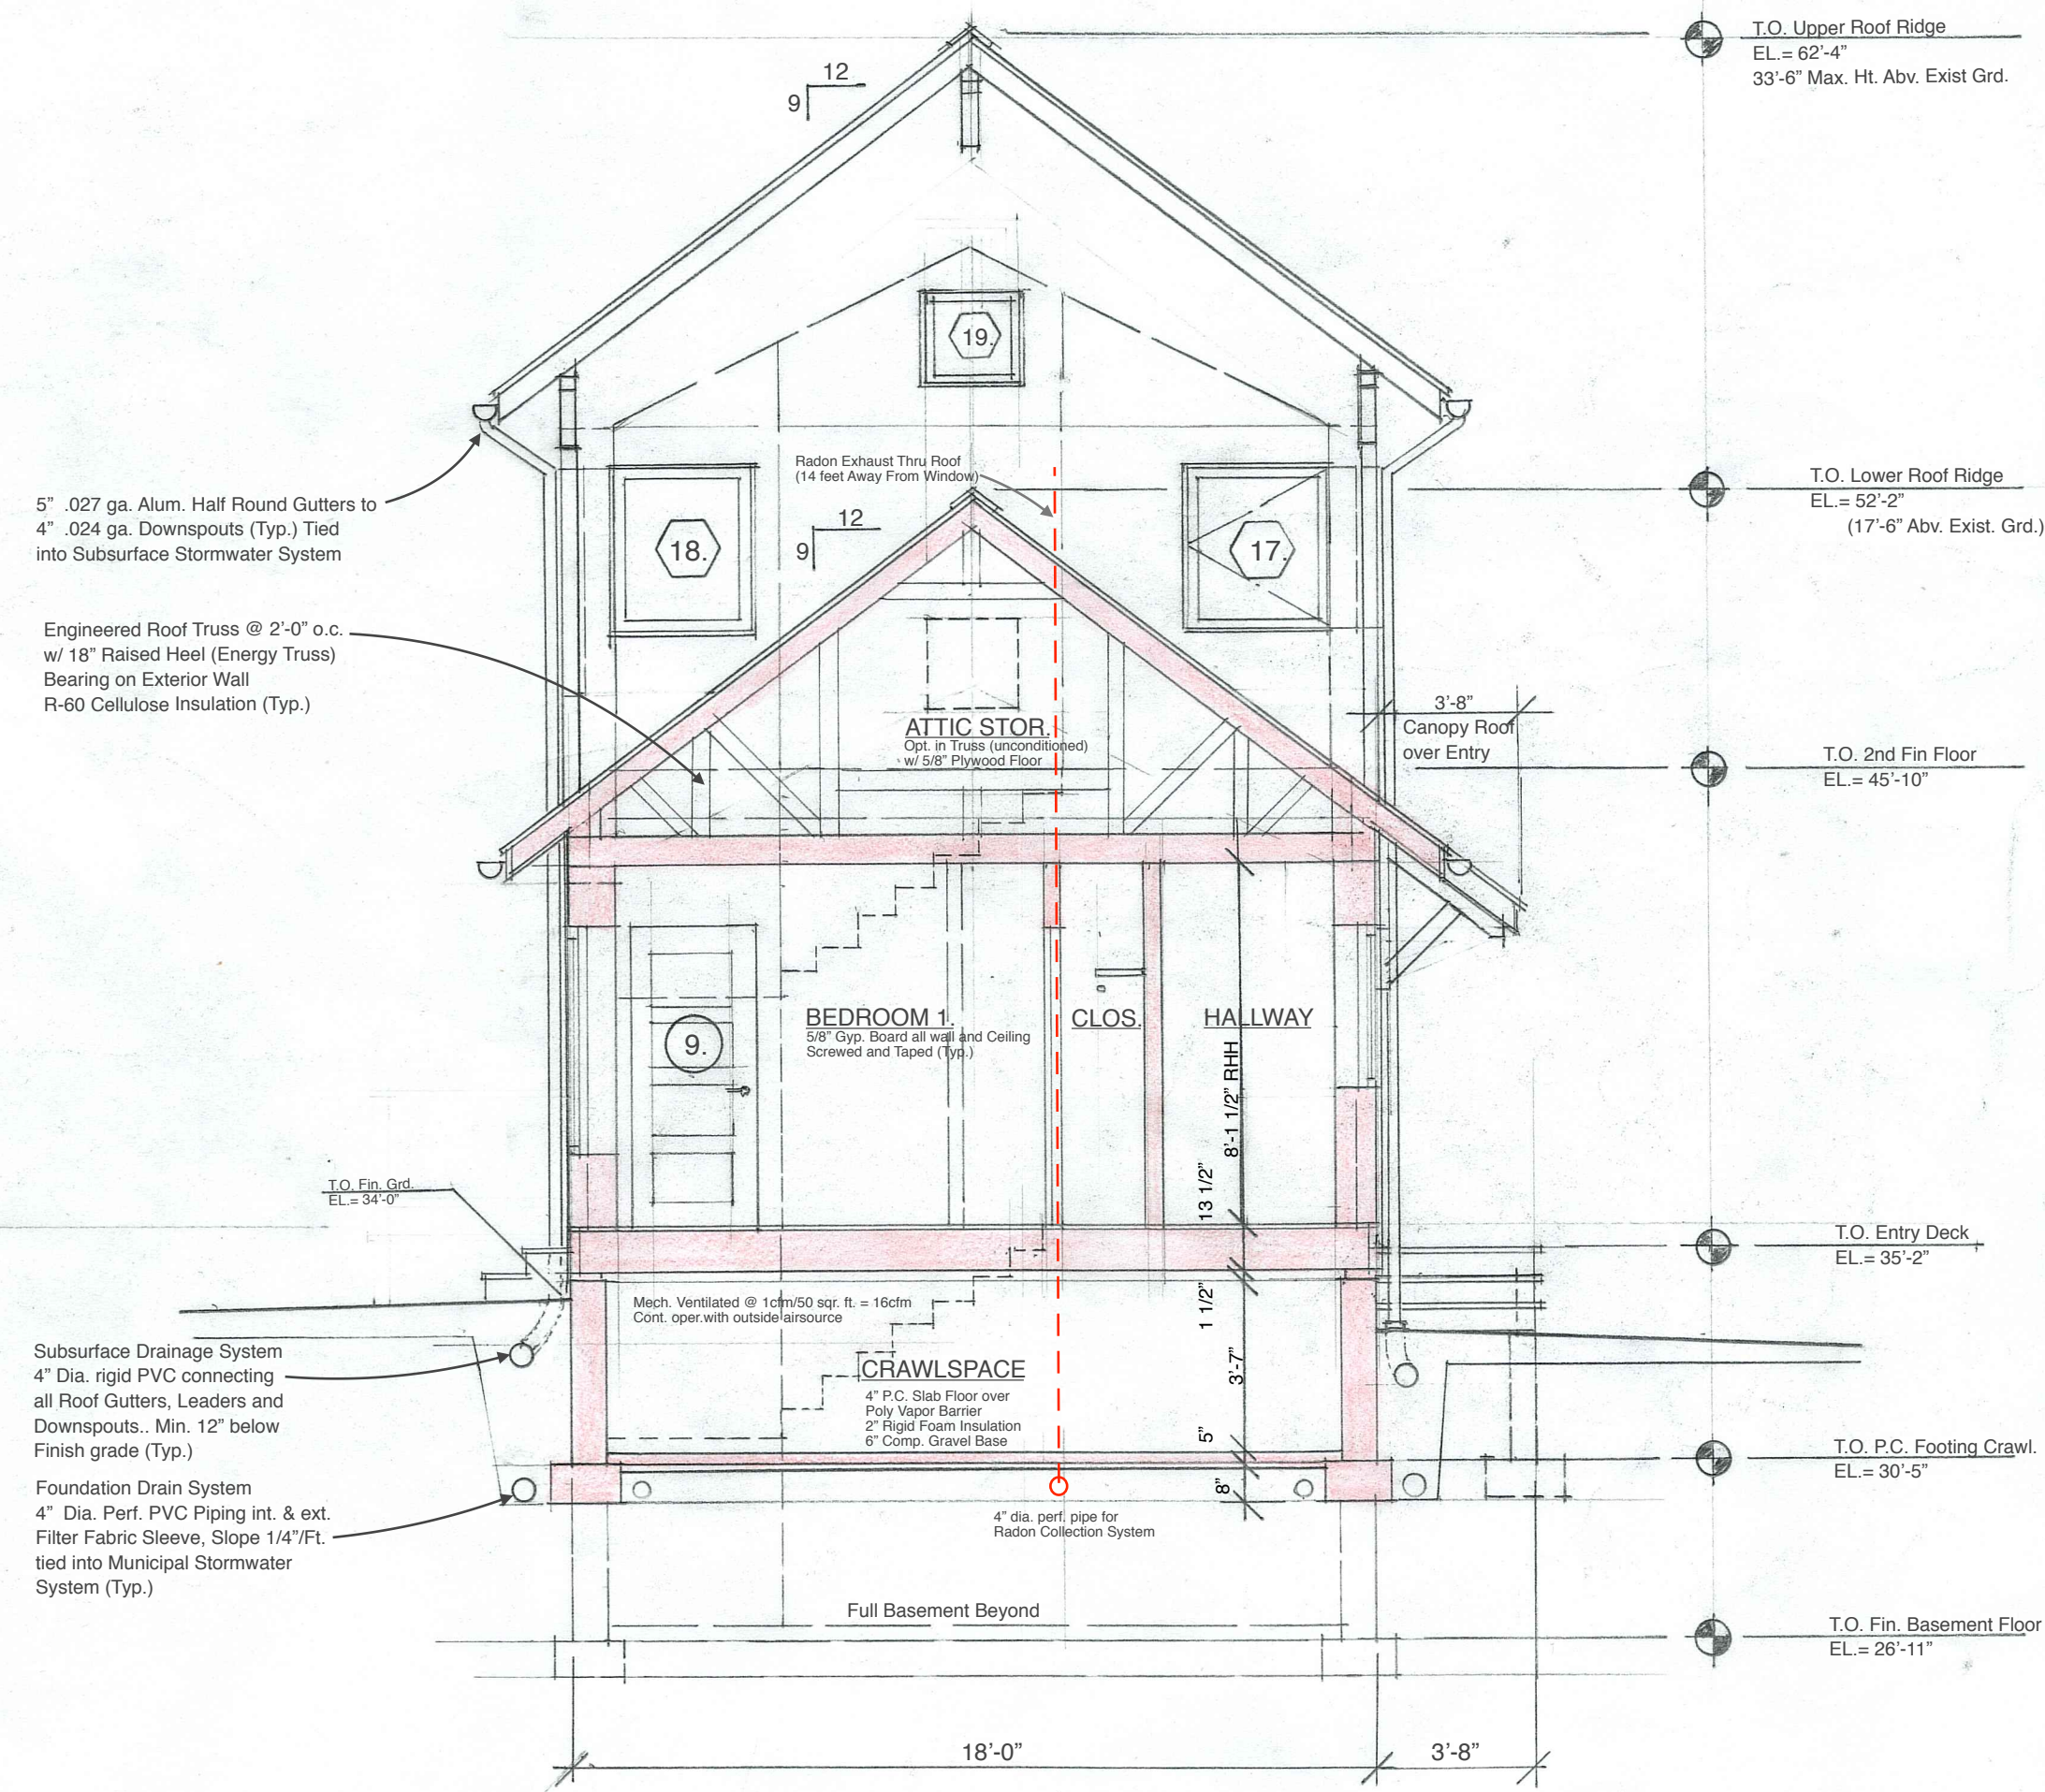 T.O. Upper Roof Ridge
EL.= 62'-4"
33'-6" Max. Ht. Abv. Exist Grd.
12
9
19.
Radon Exhaust Thru Roof
(14 feet Away From Window)
T.O. Lower Roof Ridge
EL.= 52'-2"
(17'-6" Abv. Exist. Grd.)
5" .027 ga. Alum. Half Round Gutters to
4" .024 ga. Downspouts (Typ.) Tied
into Subsurface Stormwater System
12
9
18.
17.
Engineered Roof Truss @ 2'-0" o.c.
w/ 18" Raised Heel (Energy Truss)
Bearing on Exterior Wall
R-60 Cellulose Insulation (Typ.)
3'-8"
Canopy Roof
over Entry
ATTIC STOR.
Opt. in Truss (unconditioned)
w/ 5/8" Plywood Floor
T.O. 2nd Fin Floor
EL.= 45'-10"
BEDROOM 1.
5/8" Gyp. Board all wall and Ceiling
Screwed and Taped (Typ.)
CLOS.
HALLWAY
9.
8'-1 1/2" RHH
13 1/2"
T.O. Fin. Grd.
EL.= 34'-0"
T.O. Entry Deck
EL.= 35'-2"
Mech. Ventilated @ 1cfm/50 sqr. ft. = 16cfm
Cont. oper.with outside airsource
1 1/2"
3'-7"
5"
8"
Subsurface Drainage System
4" Dia. rigid PVC connecting
all Roof Gutters, Leaders and
Downspouts.. Min. 12" below
Finish grade (Typ.)
CRAWLSPACE
4" P.C. Slab Floor over
Poly Vapor Barrier
2" Rigid Foam Insulation
6" Comp. Gravel Base
T.O. P.C. Footing Crawl.
EL.= 30'-5"
Foundation Drain System
4" Dia. Perf. PVC Piping int. & ext.
Filter Fabric Sleeve, Slope 1/4"/Ft.
tied into Municipal Stormwater
System (Typ.)
4" dia. perf. pipe for
Radon Collection System
Full Basement Beyond
T.O. Fin. Basement Floor
EL.= 26'-11"
18'-0"
3'-8"